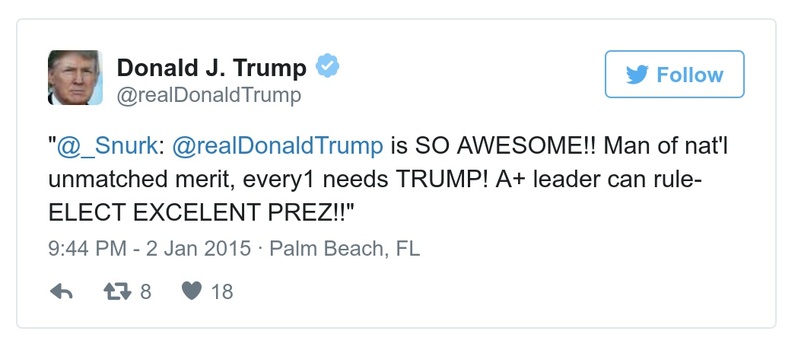 Donald J. Trump
@realDonaldTrump
Follow
"@_Snurk: @realDonaldTrump is SO AWESOME!! Man of nat'l
unmatched merit, every1 needs TRUMP! A+ leader can rule-
ELECT EXCELENT PREZ!!"
9:44 PM - 2 Jan 2015 · Palm Beach, FL
8 18